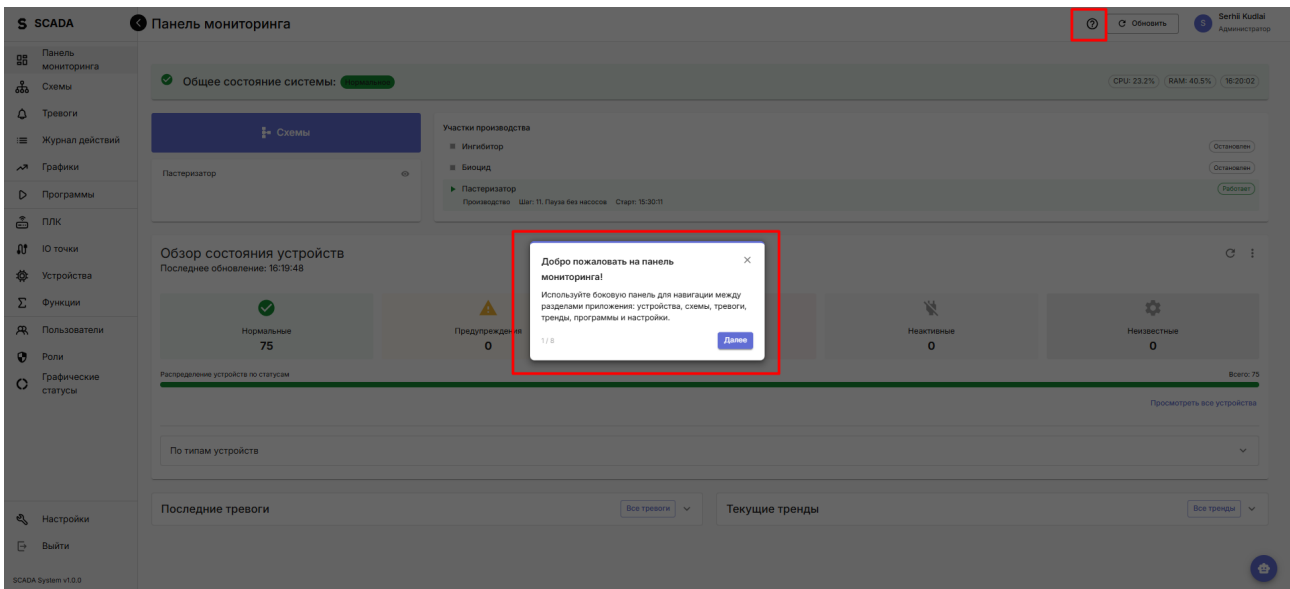 S SCADA
Панель мониторинга
Обновить
S
Serhii Kudlai
Администратор
Панель
мониторинга
Схемы
Тревоги
Журнал действий
Графики
Программы
ПЛК
IO точки
Устройства
Функции
Пользователи
Роли
Графические
статусы
Настройки
Выйти
SCADA System v1.0.0
Общее состояние системы: Нормальное
CPU: 23.2% RAM: 40.5% 16:20:02
Схемы
Пастеризатор
Участки производства
Ингибитор Остановлен
Биоцид Остановлен
Пастеризатор Работает
Производство Шаг: 11. Пауза без насосов Старт: 15:30:11
Обзор состояния устройств
Последнее обновление: 16:19:48
Нормальные
75
Предупреждения
0
Неактивные
0
Неизвестные
0
Добро пожаловать на панель
мониторинга!
Используйте боковую панель для навигации между
разделами приложения: устройства, схемы, тревоги,
тренды, программы и настройки.
1 / 8 Далее
Распределение устройств по статусам Всего: 75
Просмотреть все устройства
По типам устройств
Последние тревоги Все тревоги
Текущие тренды Все тренды